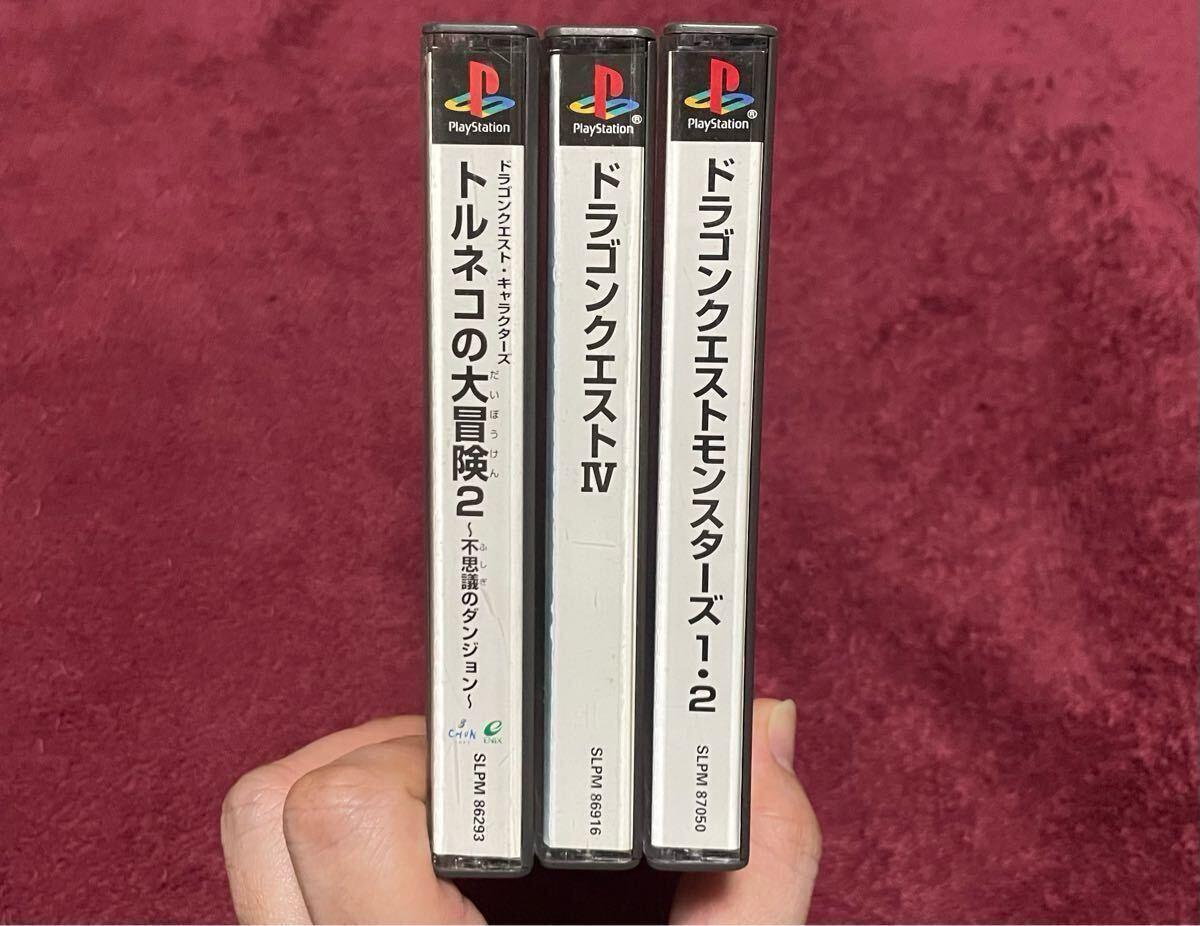 PlayStation
ドラゴンクエスト・キャラクターズ
トルネコの大冒険2
だいぼうけん
~不思議のダンジョン~
ふしぎ
CHUN
ENIX
SLPM 86293
PlayStation®
ドラゴンクエストⅣ
SLPM 86916
PlayStation®
ドラゴンクエストモンスターズ1・2
SLPM 87050